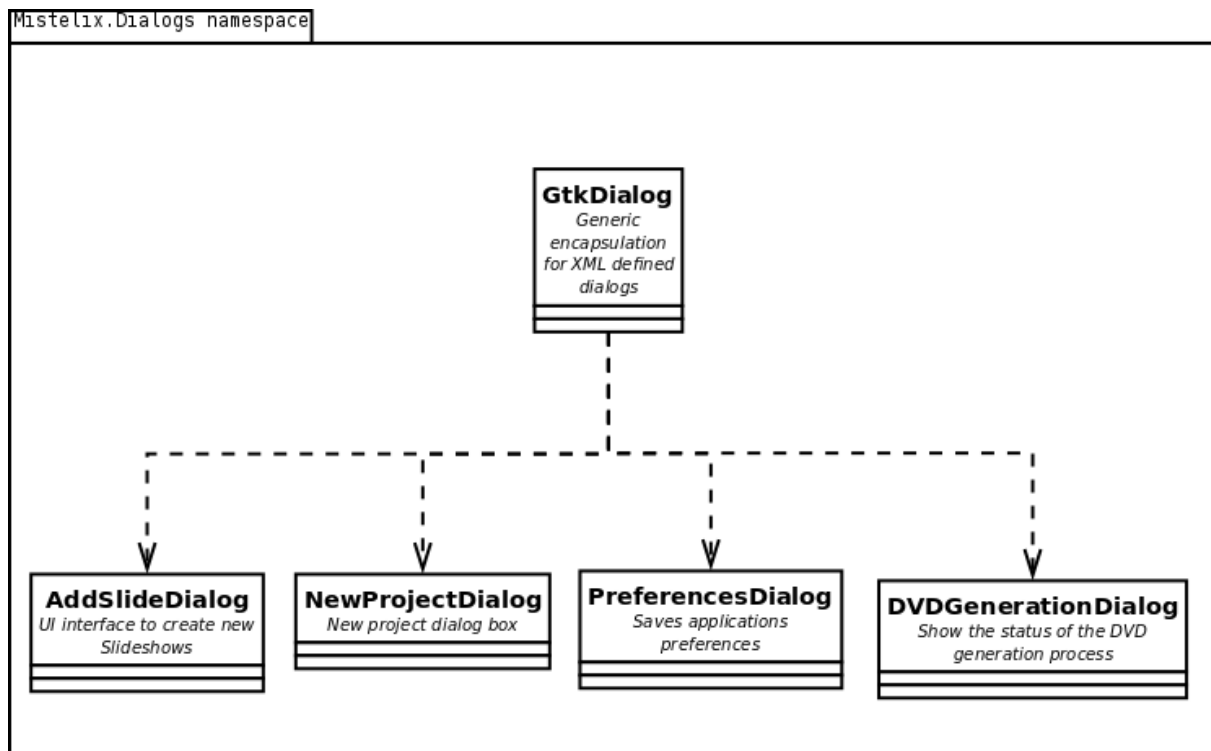 Mistelix.Dialogs namespace
GtkDialog
Generic
encapsulation
for XML defined
dialogs
AddSlideDialog
UI interface to create new
Slideshows
NewProjectDialog
New project dialog box
PreferencesDialog
Saves applications
preferences
DVDGenerationDialog
Show the status of the DVD
generation process